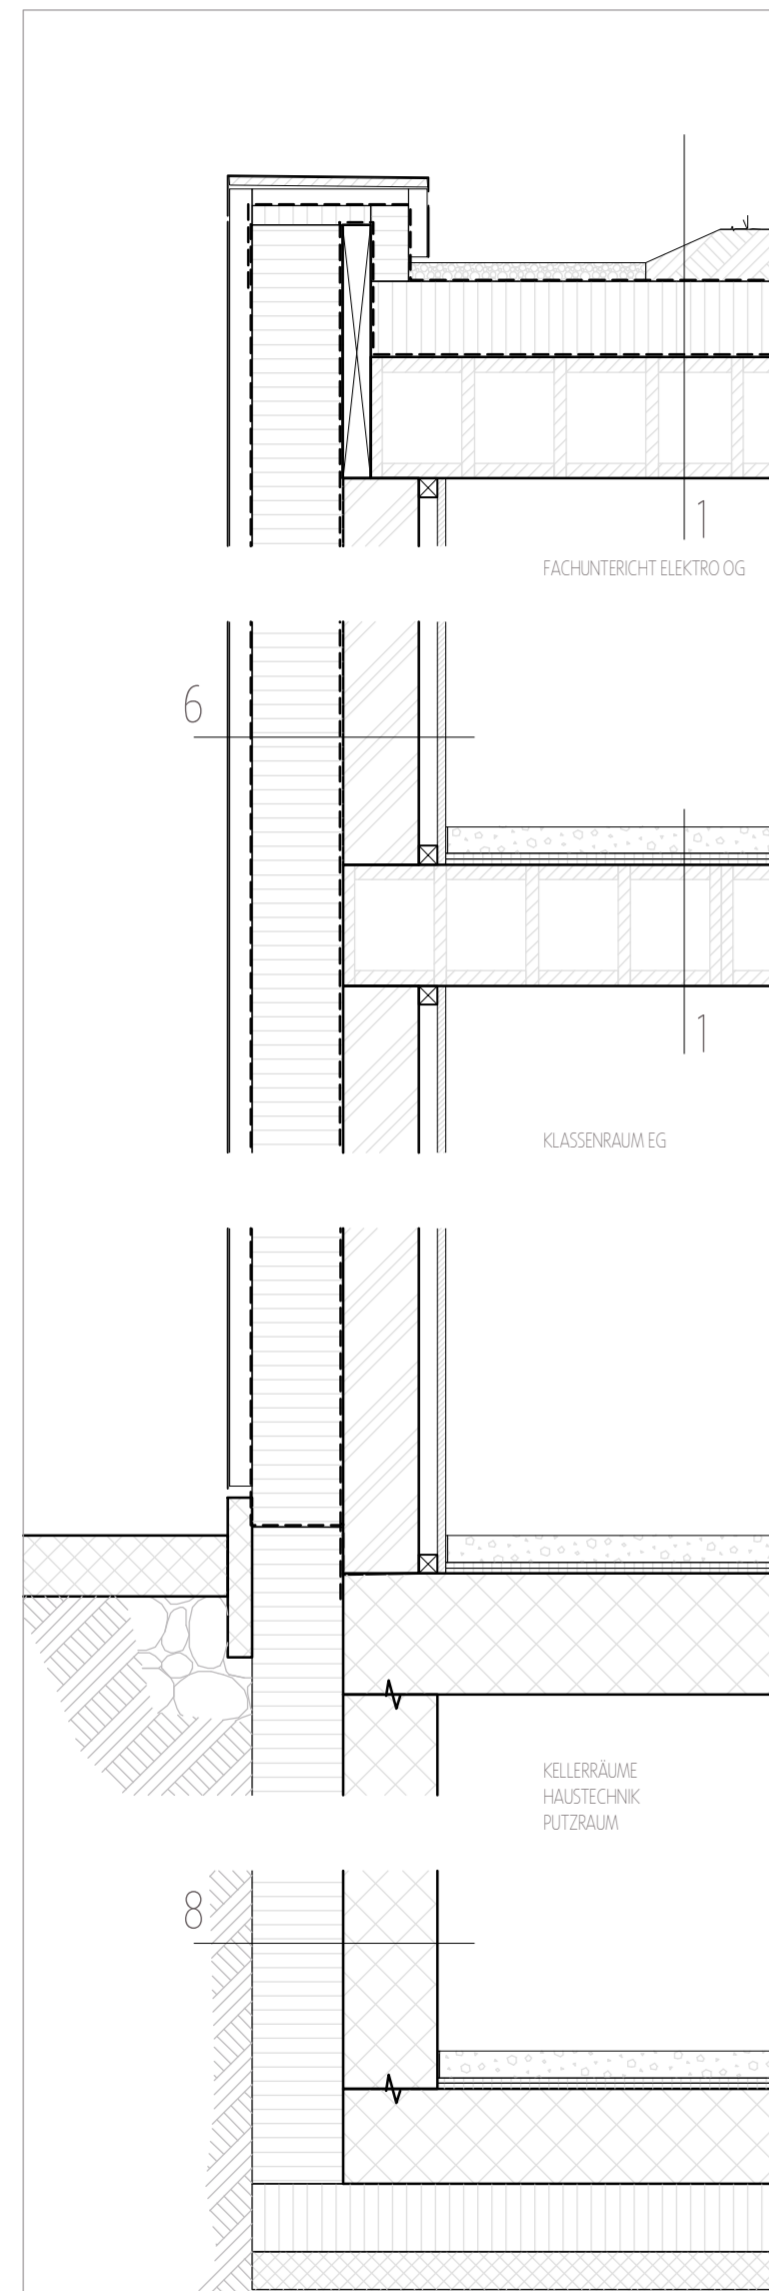 1
FACHUNTERICHT ELEKTRO OG
6
1
KLASSENRAUM EG
KELLERRÄUME
HAUSTECHNIK
PUTZRAUM
8